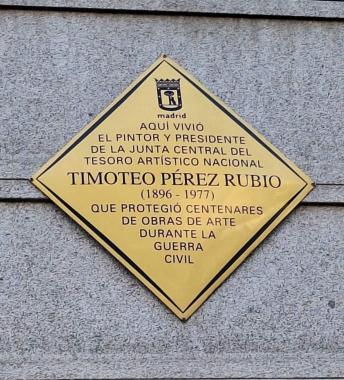 madrid
AQUÍ VIVIÓ
EL PINTOR Y PRESIDENTE
DE LA JUNTA CENTRAL DEL
TESORO ARTÍSTICO NACIONAL
TIMOTEO PÉREZ RUBIO
(1896 - 1977)
QUE PROTEGIÓ CENTENARES
DE OBRAS DE ARTE
DURANTE LA
GUERRA
CIVIL